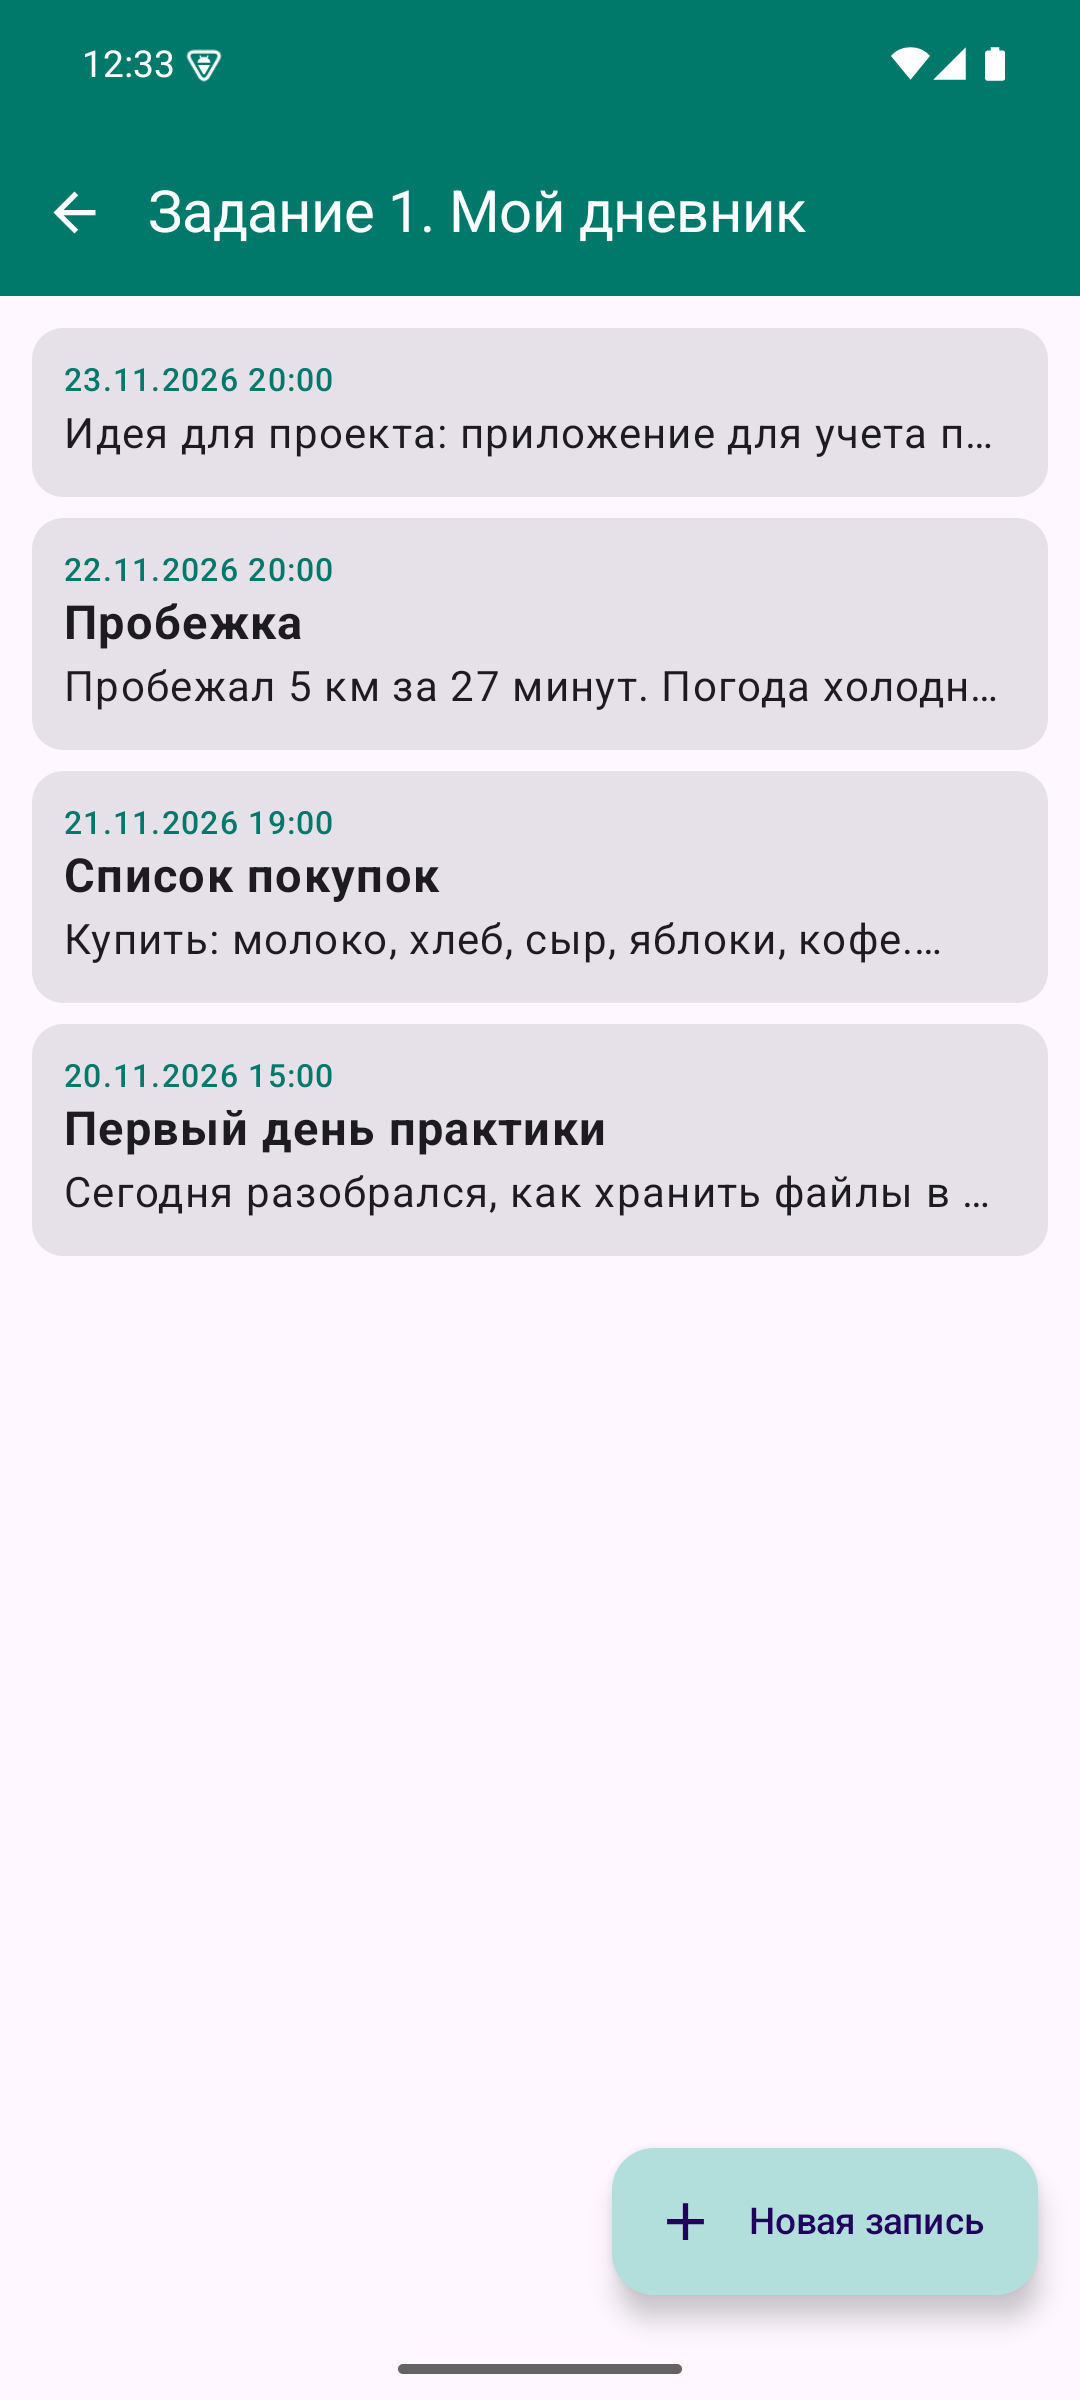 12:33
Задание 1. Мой дневник
23.11.2026 20:00
Идея для проекта: приложение для учета п...
22.11.2026 20:00
Пробежка
Пробежал 5 км за 27 минут. Погода холодн...
21.11.2026 19:00
Список покупок
Купить: молоко, хлеб, сыр, яблоки, кофе....
20.11.2026 15:00
Первый день практики
Сегодня разобрался, как хранить файлы в ...
Новая запись